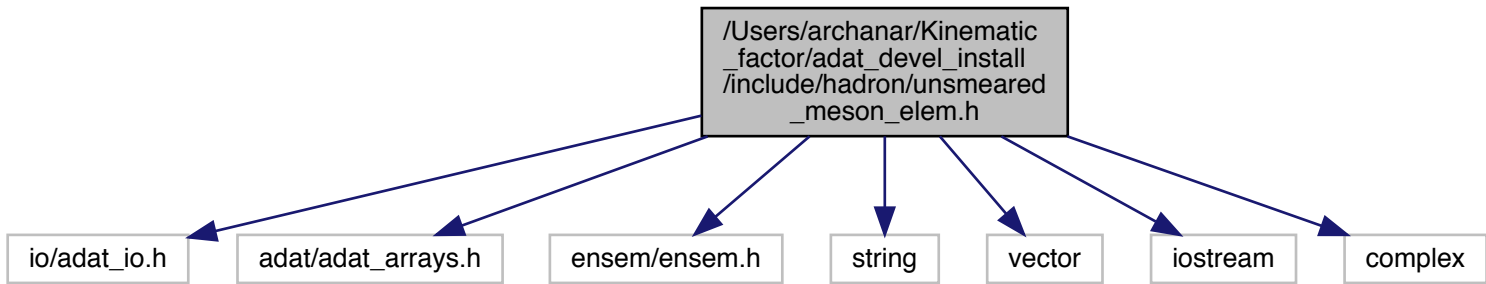 /Users/archanar/Kinematic
_factor/adat_devel_install
/include/hadron/unsmeared
_meson_elem.h
io/adat_io.h
adat/adat_arrays.h
ensem/ensem.h
string
vector
iostream
complex